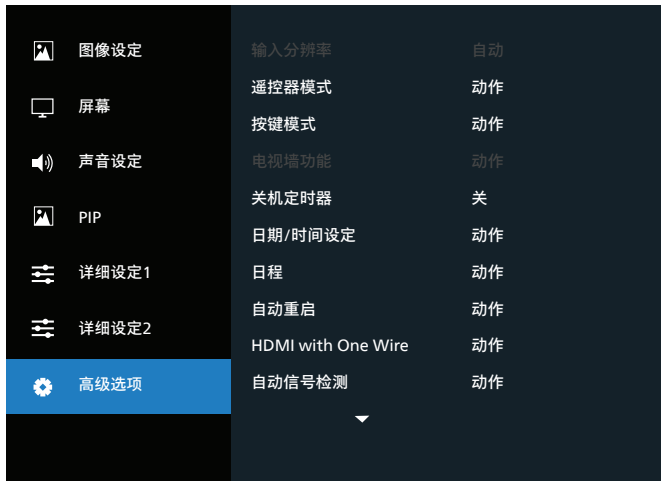 图像设定
屏幕
声音设定
PIP
详细设定1
详细设定2
高级选项
输入分辨率 自动
遥控器模式 动作
按键模式 动作
电视墙功能 动作
关机定时器 关
日期/时间设定 动作
日程 动作
自动重启 动作
HDMI with One Wire 动作
自动信号检测 动作